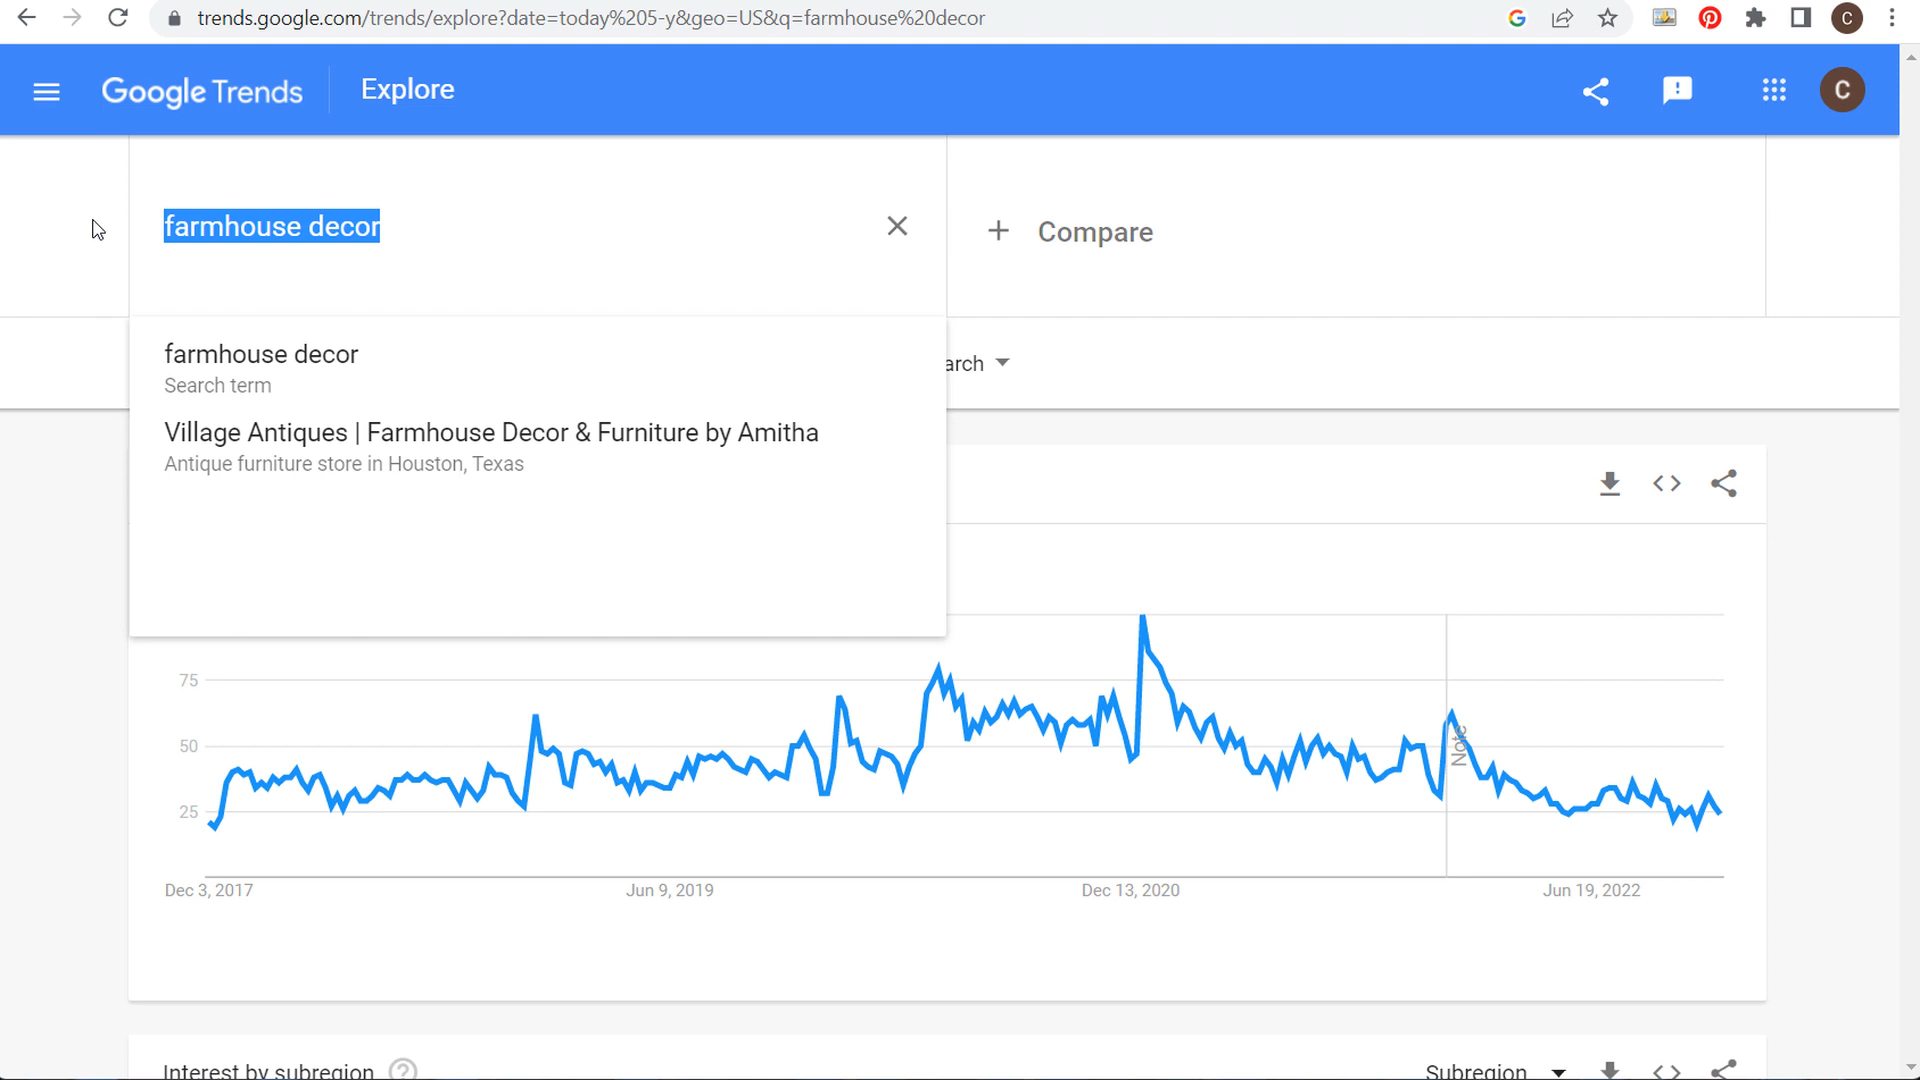 trends.google.com/trends/explore?date=today%205-y&geo=US&q=farmhouse%20decor
G
C
Google Trends
Explore
C
farmhouse decor
+ Compare
farmhouse decor
Search term
arch
Village Antiques | Farmhouse Decor & Furniture by Amitha
Antique furniture store in Houston, Texas
75
50
25
Note
Dec 3, 2017
Jun 9, 2019
Dec 13, 2020
Jun 19, 2022
Interest by subregion ?
Subregion